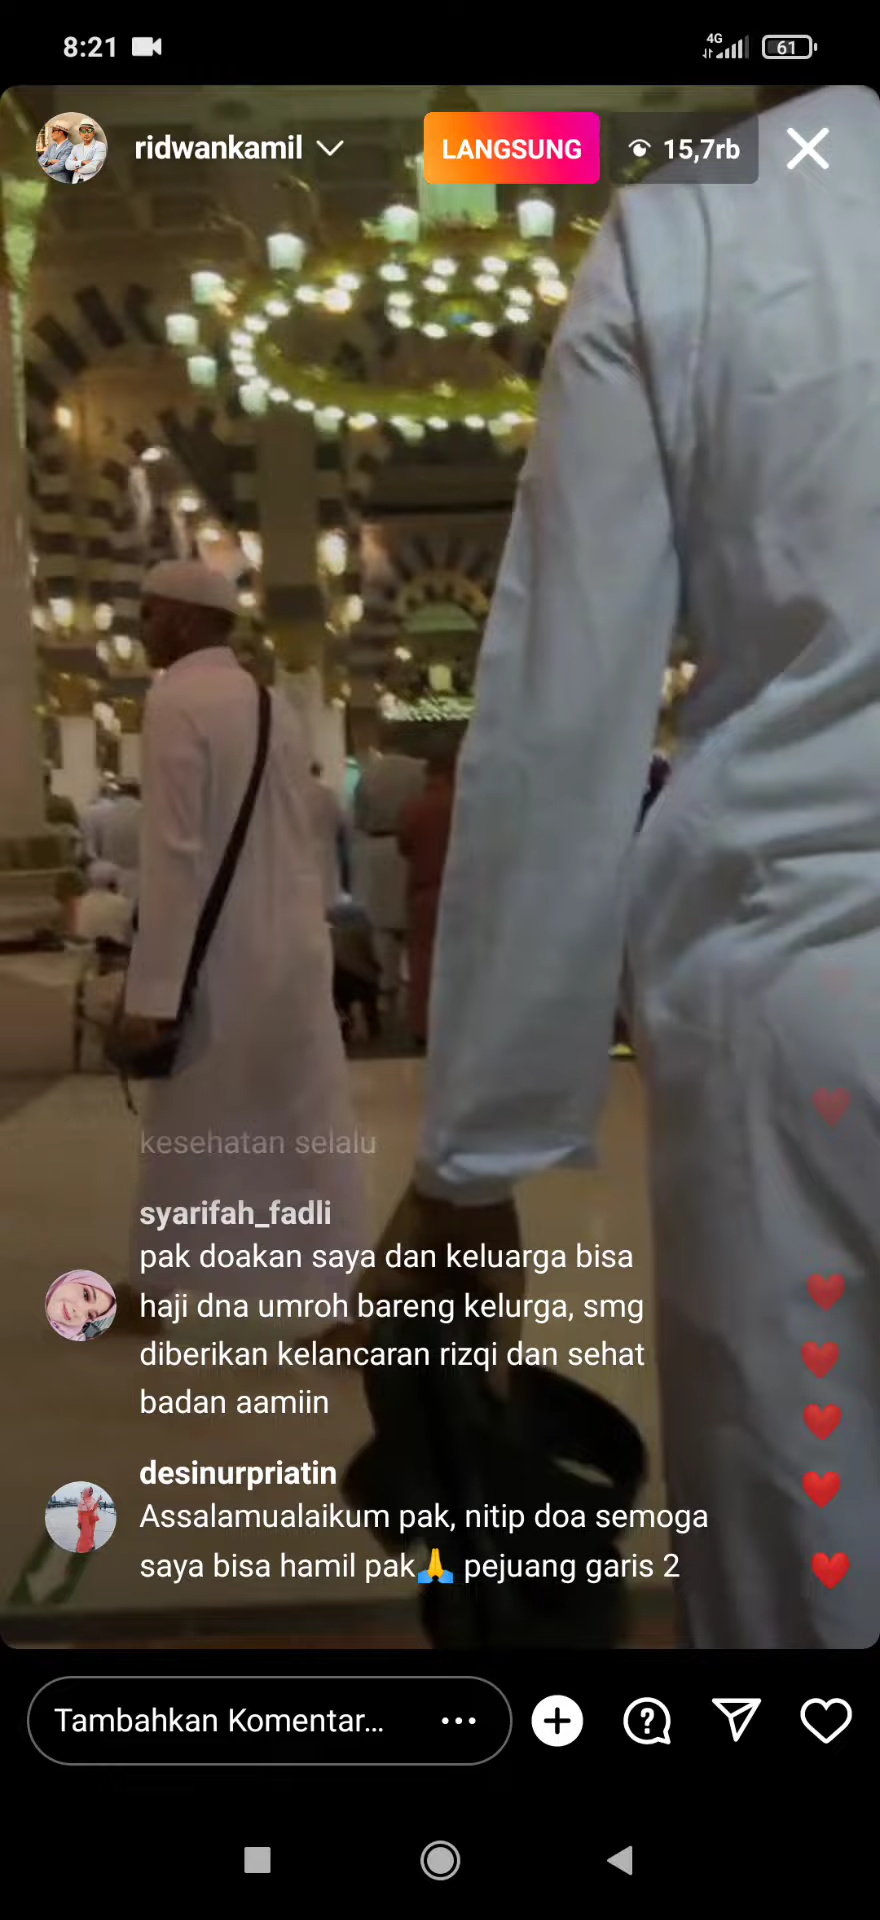 8:21
4G
61
ridwankamil
LANGSUNG
15,7rb
kesehatan selalu
syarifah_fadli
pak doakan saya dan keluarga bisa
haji dna umroh bareng kelurga, smg
diberikan kelancaran rizqi dan sehat
badan aamiin
desinurpriatin
Assalamualaikum pak, nitip doa semoga
saya bisa hamil pak🙏 pejuang garis 2
Tambahkan Komentar...